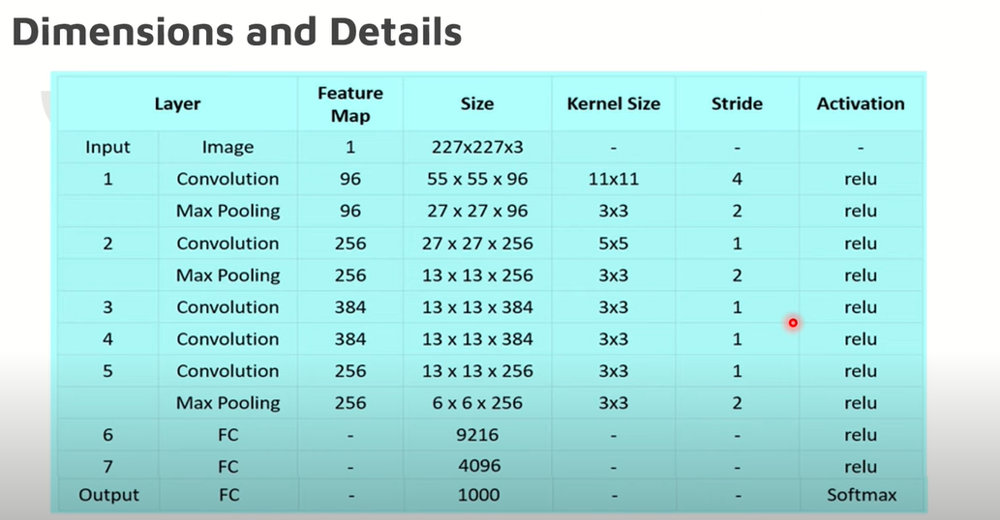 Dimensions and Details
Layer Feature Map Size Kernel Size Stride Activation
Input Image 1 227x227x3 - - -
1 Convolution 96 55 x 55 x 96 11x11 4 relu
Max Pooling 96 27 x 27 x 96 3x3 2 relu
2 Convolution 256 27 x 27 x 256 5x5 1 relu
Max Pooling 256 13 x 13 x 256 3x3 2 relu
3 Convolution 384 13 x 13 x 384 3x3 1 relu
4 Convolution 384 13 x 13 x 384 3x3 1 relu
5 Convolution 256 13 x 13 x 256 3x3 1 relu
Max Pooling 256 6 x 6 x 256 3x3 2 relu
6 FC - 9216 - - relu
7 FC - 4096 - - relu
Output FC - 1000 - - Softmax